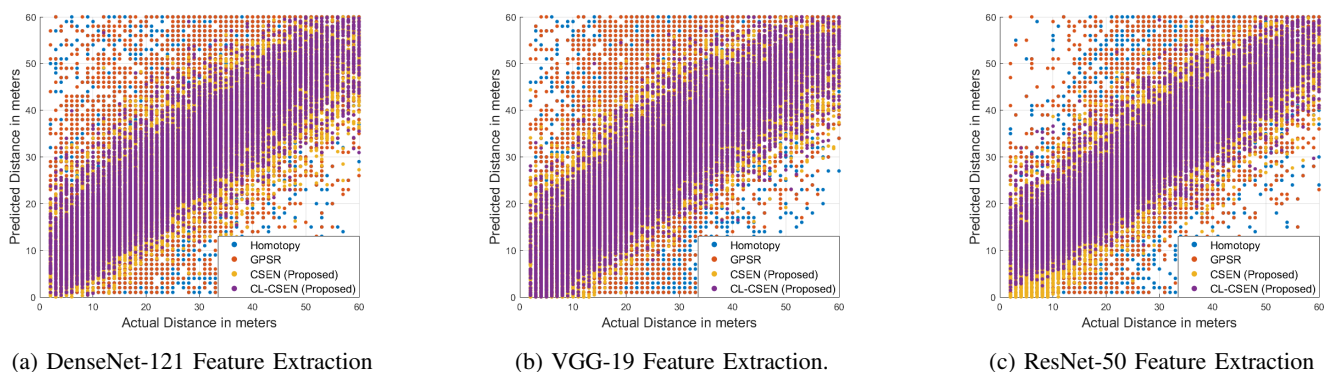 60
50
40
30
20
10
0
Predicted Distance in meters
0 10 20 30 40 50 60
Actual Distance in meters
Homotopy
GPSR
CSEN (Proposed)
CL-CSEN (Proposed)
(a) DenseNet-121 Feature Extraction
60
50
40
30
20
10
0
Predicted Distance in meters
0 10 20 30 40 50 60
Actual Distance in meters
Homotopy
GPSR
CSEN (Proposed)
CL-CSEN (Proposed)
(b) VGG-19 Feature Extraction.
60
50
40
30
20
10
0
Predicted Distance in meters
0 10 20 30 40 50 60
Actual Distance in meters
Homotopy
GPSR
CSEN (Proposed)
CL-CSEN (Proposed)
(c) ResNet-50 Feature Extraction